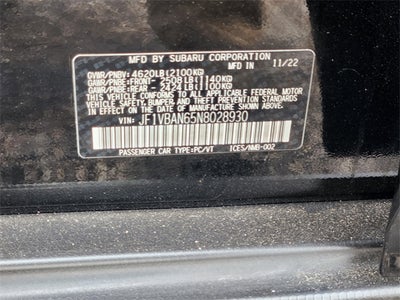 MFD BY SUBARU CORPORATION
MADE IN 11/22
GVWR/PNBV: 4620LB(2100KG)
GAWR/PNBE:FRONT- 2508LB(1140KG)
GAWR/PNBE:REAR - 2424LB(1100KG)
THIS VEHICLE CONFORMS TO ALL APPLICABLE FEDERAL MOTOR VEHICLE SAFETY, BUMPER, AND THEFT PREVENTION STANDARDS IN EFFECT ON THE DATE OF MANUFACTURE SHOWN ABOVE.
VIN: JF1VBAN65N8028930
PASSENGER CAR TYPE:PC/VT ICES/NMB-002